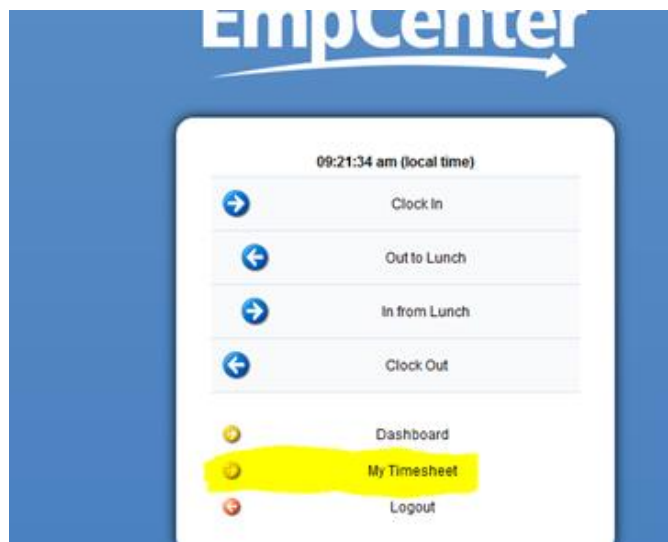 EmpCenter
09:21:34 am (local time)
Clock In
Out to Lunch
In from Lunch
Clock Out
Dashboard
My Timesheet
Logout